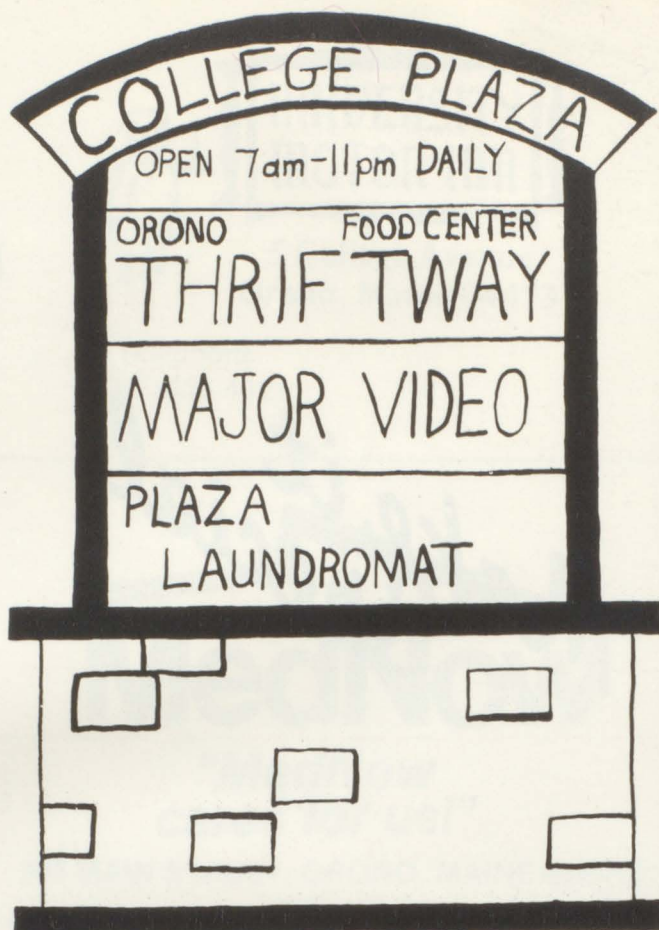 COLLEGE PLAZA
OPEN 7am-11pm DAILY
ORONO FOOD CENTER
THRIFTWAY
MAJOR VIDEO
PLAZA
LAUNDROMAT